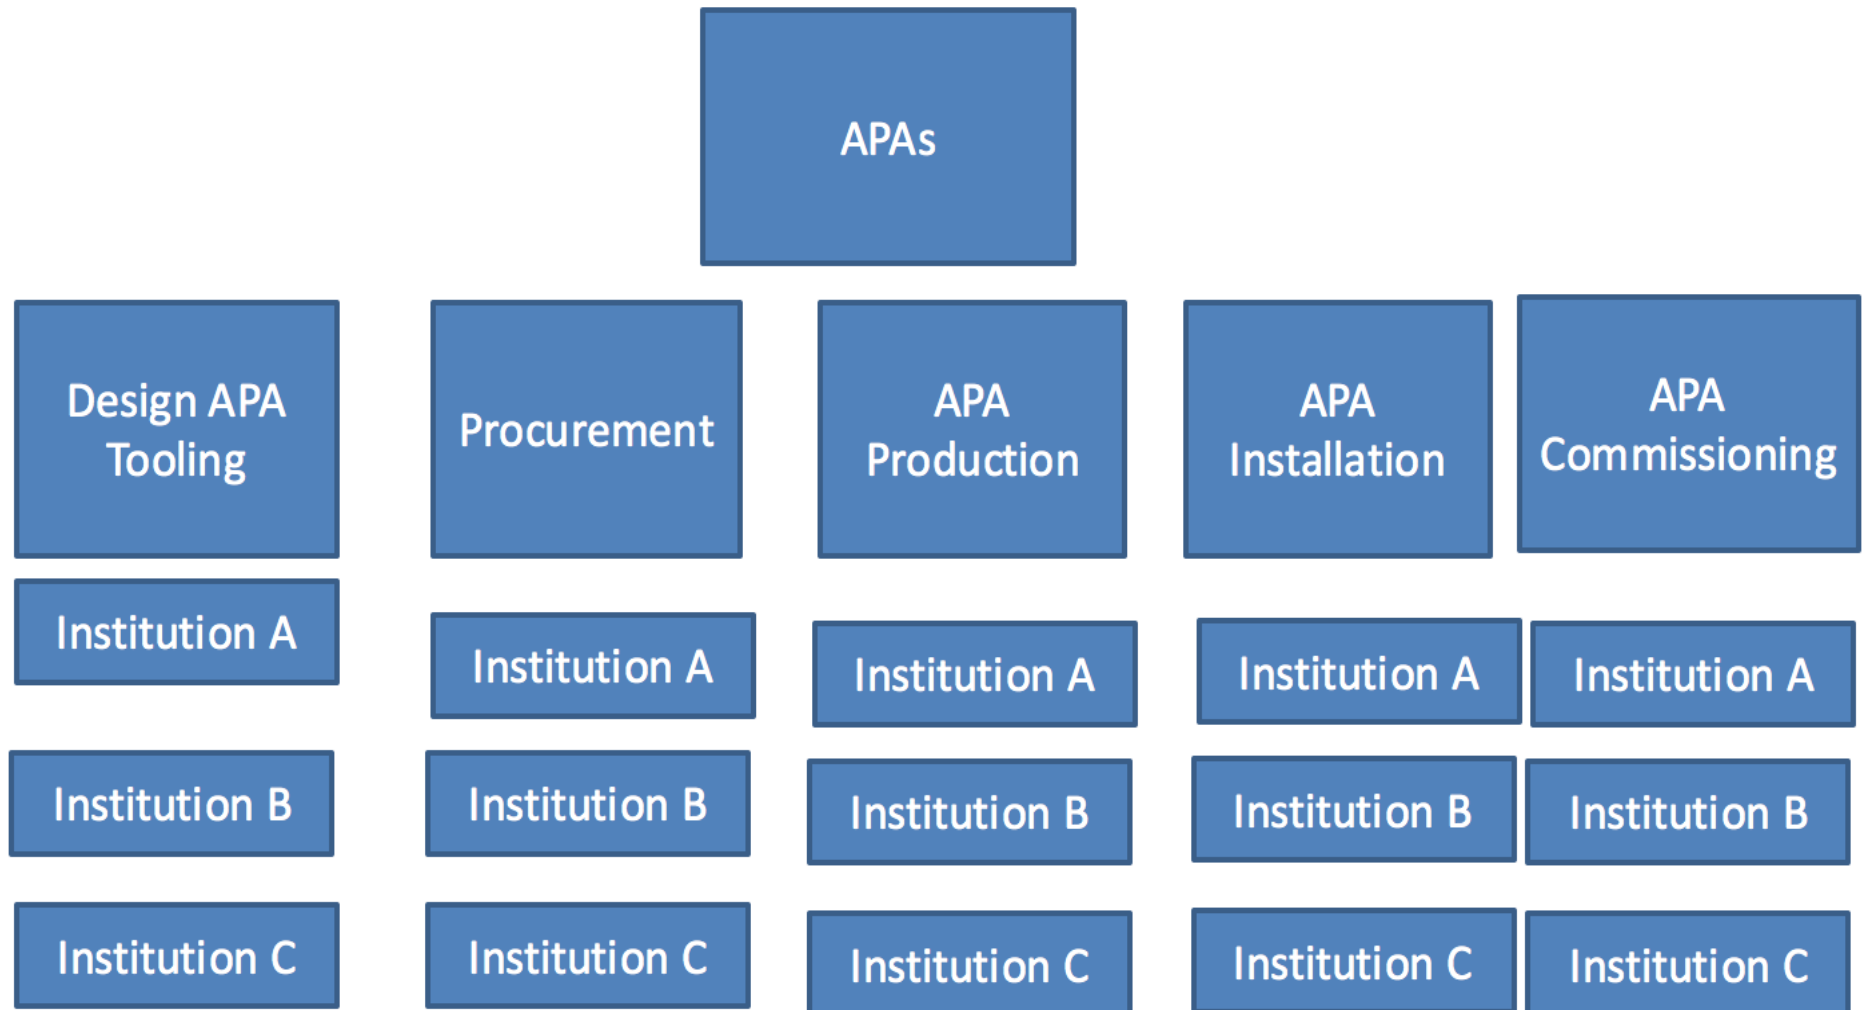 APAs
Design APA
Tooling
Procurement
APA
Production
APA
Installation
APA
Commissioning
Institution A
Institution A
Institution A
Institution A
Institution A
Institution B
Institution B
Institution B
Institution B
Institution B
Institution C
Institution C
Institution C
Institution C
Institution C